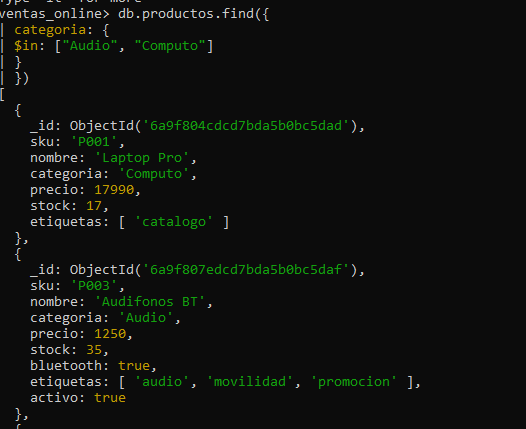 Type "it" for more
ventas_online> db.productos.find({
| categoria: {
| $in: ["Audio", "Computo"]
| }
| })
[
  {
    _id: ObjectId('6a9f804cdcd7bda5b0bc5dad'),
    sku: 'P001',
    nombre: 'Laptop Pro',
    categoria: 'Computo',
    precio: 17990,
    stock: 17,
    etiquetas: [ 'catalogo' ]
  },
  {
    _id: ObjectId('6a9f807edcd7bda5b0bc5daf'),
    sku: 'P003',
    nombre: 'Audifonos BT',
    categoria: 'Audio',
    precio: 1250,
    stock: 35,
    bluetooth: true,
    etiquetas: [ 'audio', 'movilidad', 'promocion' ],
    activo: true
  },
  {